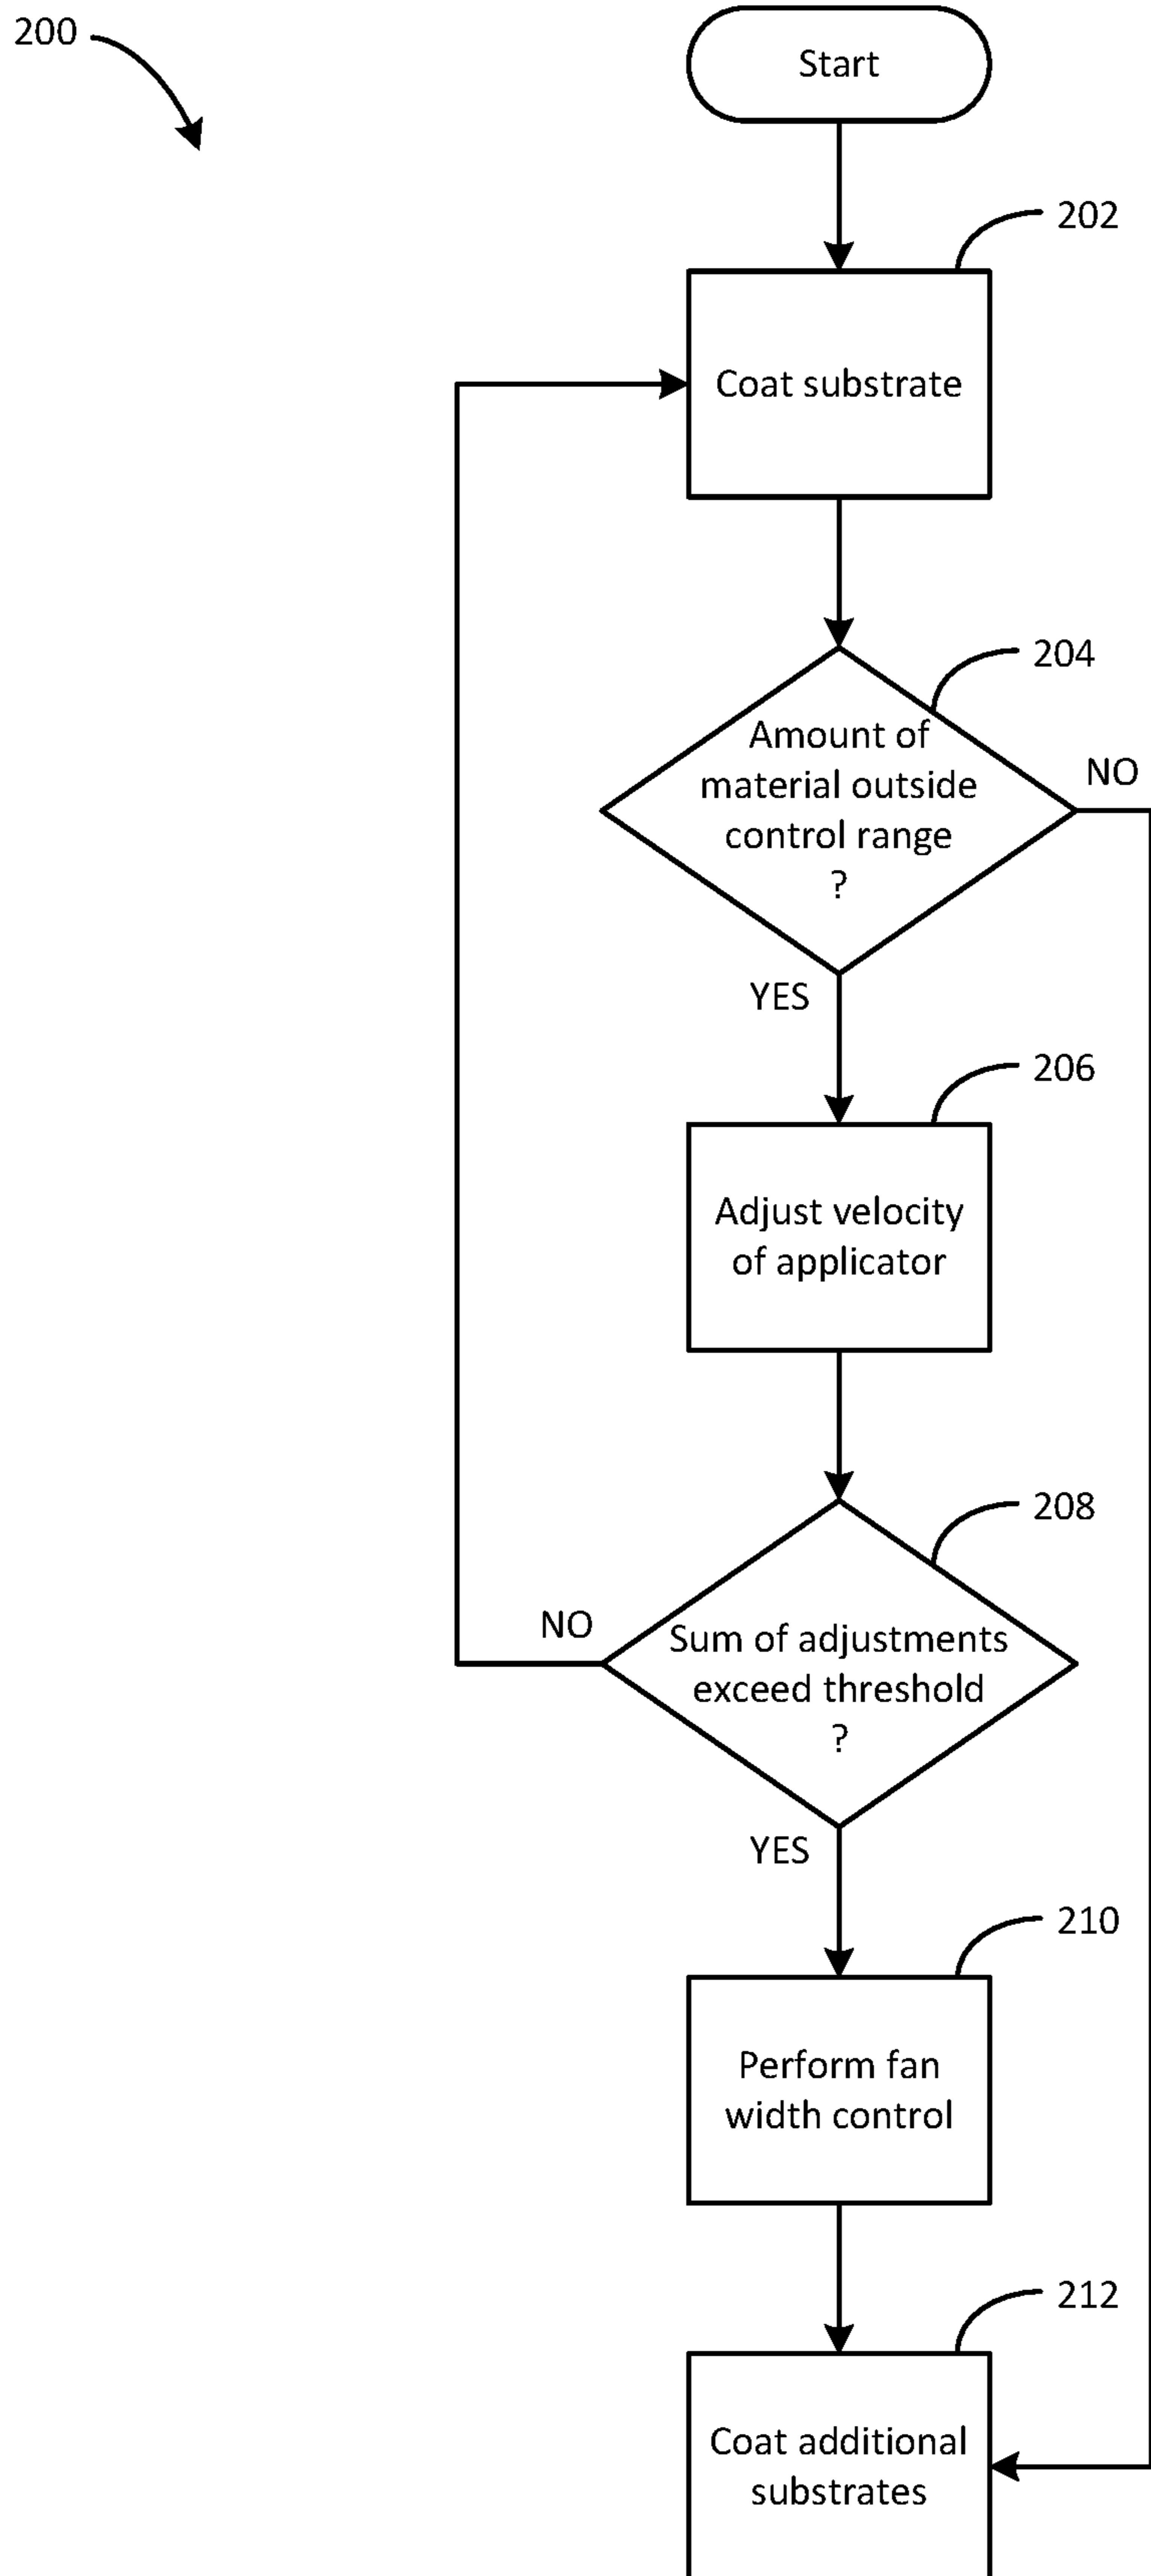 200
Start
202
Coat substrate
204
Amount of
material outside
control range
?
NO
YES
206
Adjust velocity
of applicator
208
NO
Sum of adjustments
exceed threshold
?
YES
210
Perform fan
width control
212
Coat additional
substrates